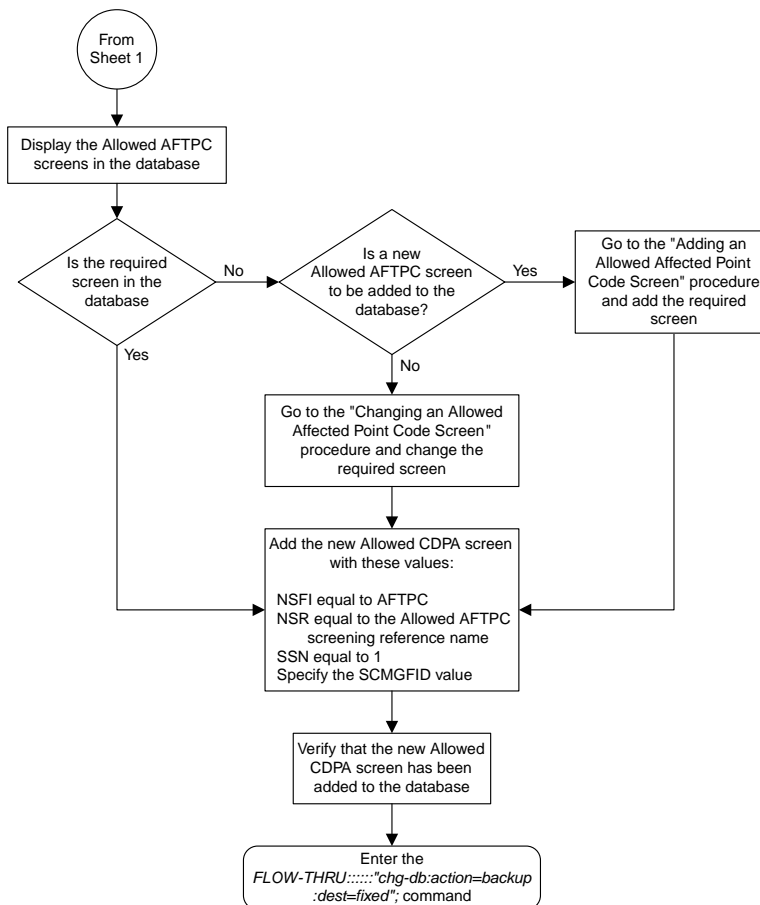 From
Sheet 1
Display the Allowed AFTPC
screens in the database
Is the required
screen in the
database
No
Yes
Is a new
Allowed AFTPC screen
to be added to the
database?
Yes
No
Go to the "Adding an
Allowed Affected Point
Code Screen" procedure
and add the required
screen
Go to the "Changing an Allowed
Affected Point Code Screen"
procedure and change the
required screen
Add the new Allowed CDPA screen
with these values:
NSFI equal to AFTPC
NSR equal to the Allowed AFTPC
screening reference name
SSN equal to 1
Specify the SCMGFID value
Verify that the new Allowed
CDPA screen has been
added to the database
Enter the
FLOW-THRU::::::"chg-db:action=backup
:dest=fixed"; command